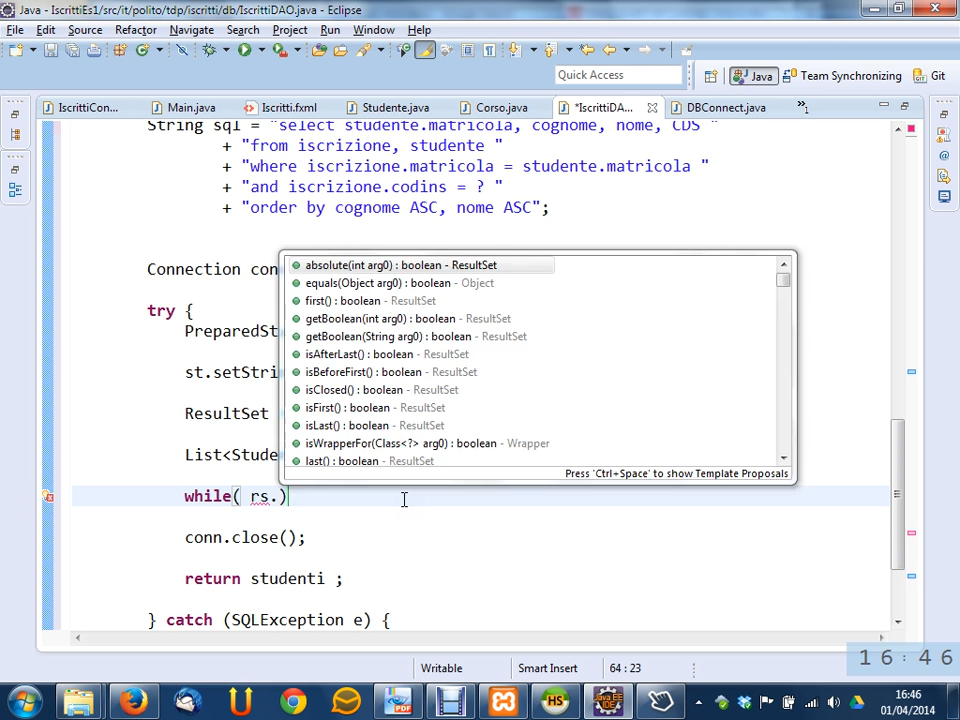 Java - IscrittiEs1/src/it/polito/tdp/iscritti/db/IscrittiDAO.java - Eclipse
File Edit Source Refactor Navigate Search Project Run Window Help
Quick Access
Java
Team Synchronizing
Git
IscrittiCon...
Main.java
Iscritti.fxml
Studente.java
Corso.java
*IscrittiDA...
DBConnect.java
»1
String sql = "select studente.matricola, cognome, nome, CDS "
+ "from iscrizione, studente "
+ "where iscrizione.matricola = studente.matricola "
+ "and iscrizione.codins = ? "
+ "order by cognome ASC, nome ASC";
Connection con
try {
PreparedSt
st.setStri
ResultSet
List<Stude
while( rs.)
conn.close();
return studenti ;
} catch (SQLException e) {
absolute(int arg0) : boolean - ResultSet
equals(Object arg0) : boolean - Object
first() : boolean - ResultSet
getBoolean(int arg0) : boolean - ResultSet
getBoolean(String arg0) : boolean - ResultSet
isAfterLast() : boolean - ResultSet
isBeforeFirst() : boolean - ResultSet
isClosed() : boolean - ResultSet
isFirst() : boolean - ResultSet
isLast() : boolean - ResultSet
isWrapperFor(Class<?> arg0) : boolean - Wrapper
last() : boolean - ResultSet
Press 'Ctrl+Space' to show Template Proposals
Writable
Smart Insert
64 : 23
16:46
16:46
01/04/2014